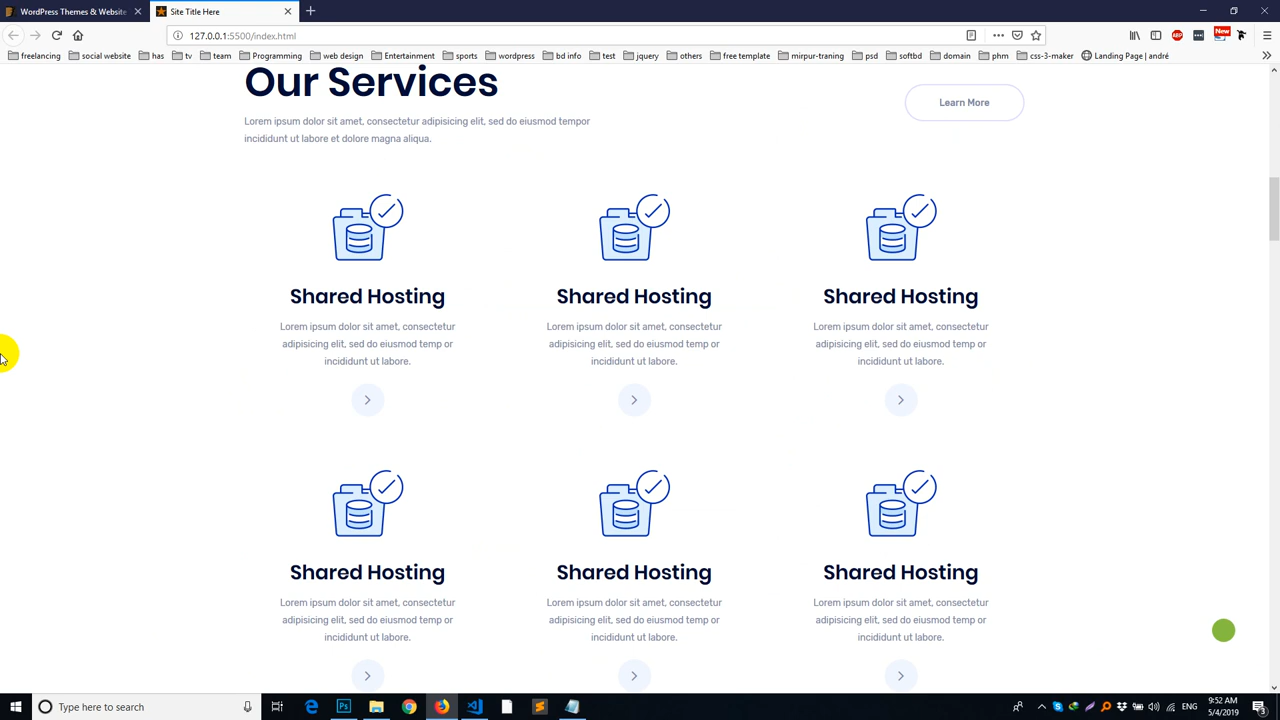 WordPress Themes & Website
Site Title Here
127.0.0.1:5500/index.html
freelancing
social website
has
tv
team
Programming
web design
Entertainment
sports
wordpress
bd info
test
jquery
others
free template
mirpur-traning
psd
softbd
domain
phm
css-3-maker
Landing Page | andré
New
ABP
Our Services
Learn More
Lorem ipsum dolor sit amet, consectetur adipisicing elit, sed do eiusmod tempor
incididunt ut labore et dolore magna aliqua.
Shared Hosting
Shared Hosting
Shared Hosting
Lorem ipsum dolor sit amet, consectetur
adipisicing elit, sed do eiusmod temp or
incididunt ut labore.
Lorem ipsum dolor sit amet, consectetur
adipisicing elit, sed do eiusmod temp or
incididunt ut labore.
Lorem ipsum dolor sit amet, consectetur
adipisicing elit, sed do eiusmod temp or
incididunt ut labore.
Shared Hosting
Shared Hosting
Shared Hosting
Lorem ipsum dolor sit amet, consectetur
adipisicing elit, sed do eiusmod temp or
incididunt ut labore.
Lorem ipsum dolor sit amet, consectetur
adipisicing elit, sed do eiusmod temp or
incididunt ut labore.
Lorem ipsum dolor sit amet, consectetur
adipisicing elit, sed do eiusmod temp or
incididunt ut labore.
Type here to search
ENG
9:52 AM
5/4/2019
3